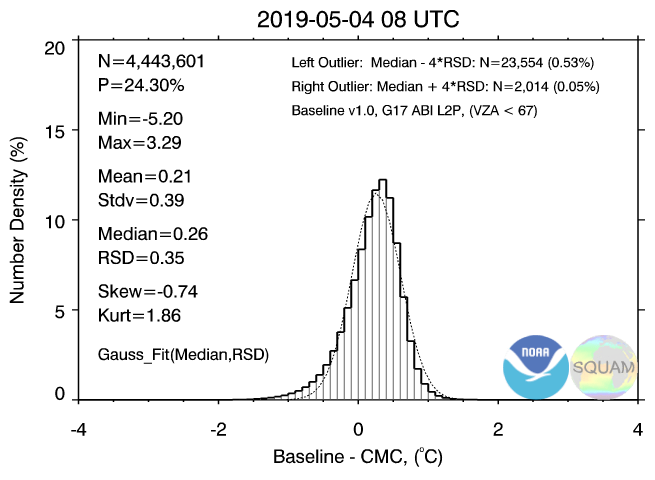 2019-05-04 08 UTC
N=4,443,601
P=24.30%
Min=-5.20
Max=3.29
Mean=0.21
Stdv=0.39
Median=0.26
RSD=0.35
Skew=-0.74
Kurt=1.86
Gauss_Fit(Median,RSD)
Left Outlier:  Median - 4*RSD: N=23,554 (0.53%)
Right Outlier: Median + 4*RSD: N=2,014 (0.05%)
Baseline v1.0, G17 ABI L2P, (VZA < 67)
Number Density (%)
20
15
10
5
0
NOAA
SQUAM
-4 -2 0 2 4
Baseline - CMC, (°C)